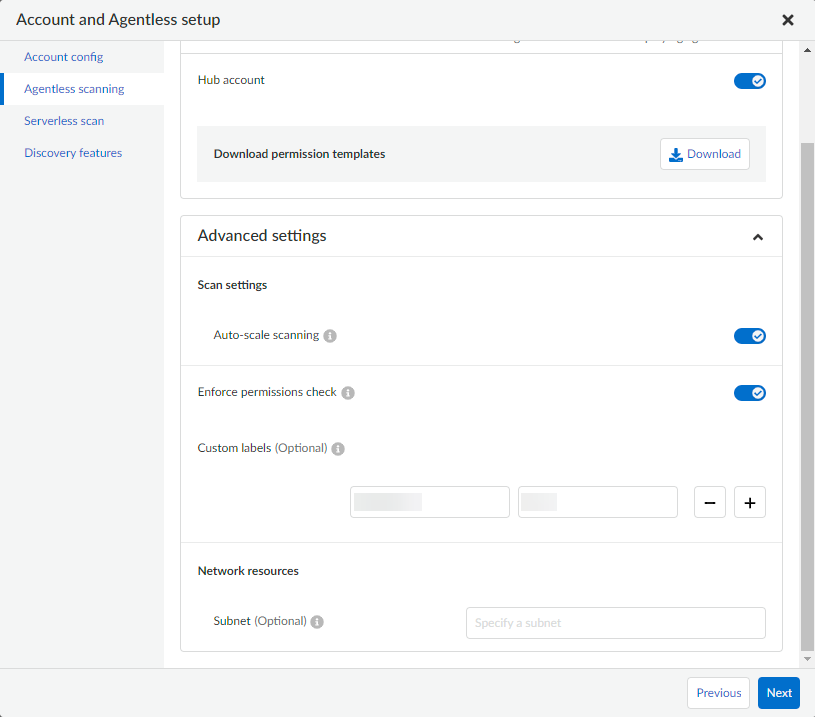 Account and Agentless setup
Account config
Agentless scanning
Serverless scan
Discovery features
Hub account
Download permission templates
Download
Advanced settings
Scan settings
Auto-scale scanning
Enforce permissions check
Custom labels (Optional)
Network resources
Subnet (Optional)
Specify a subnet
Previous
Next